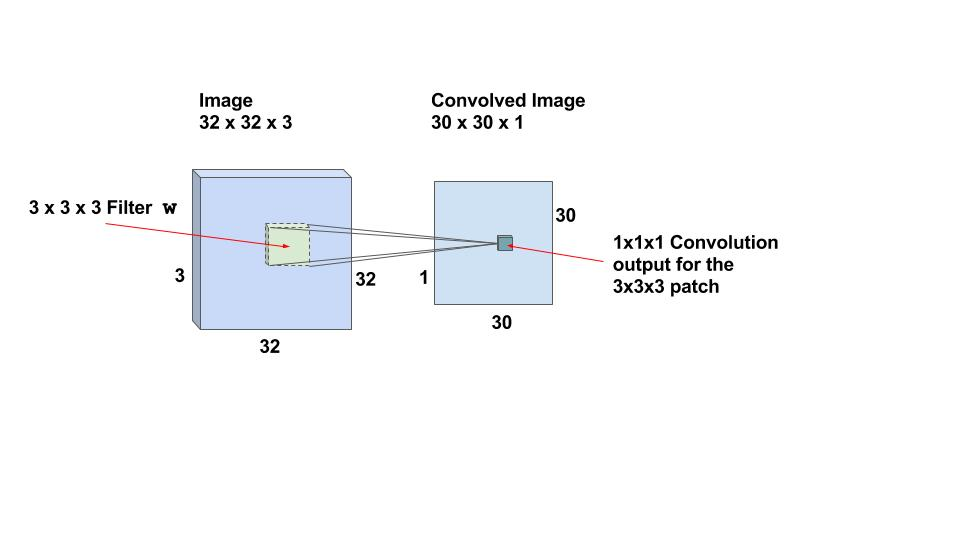 Image
32 x 32 x 3
Convolved Image
30 x 30 x 1
3 x 3 x 3 Filter w
3
32
32
30
1
30
1x1x1 Convolution
output for the
3x3x3 patch